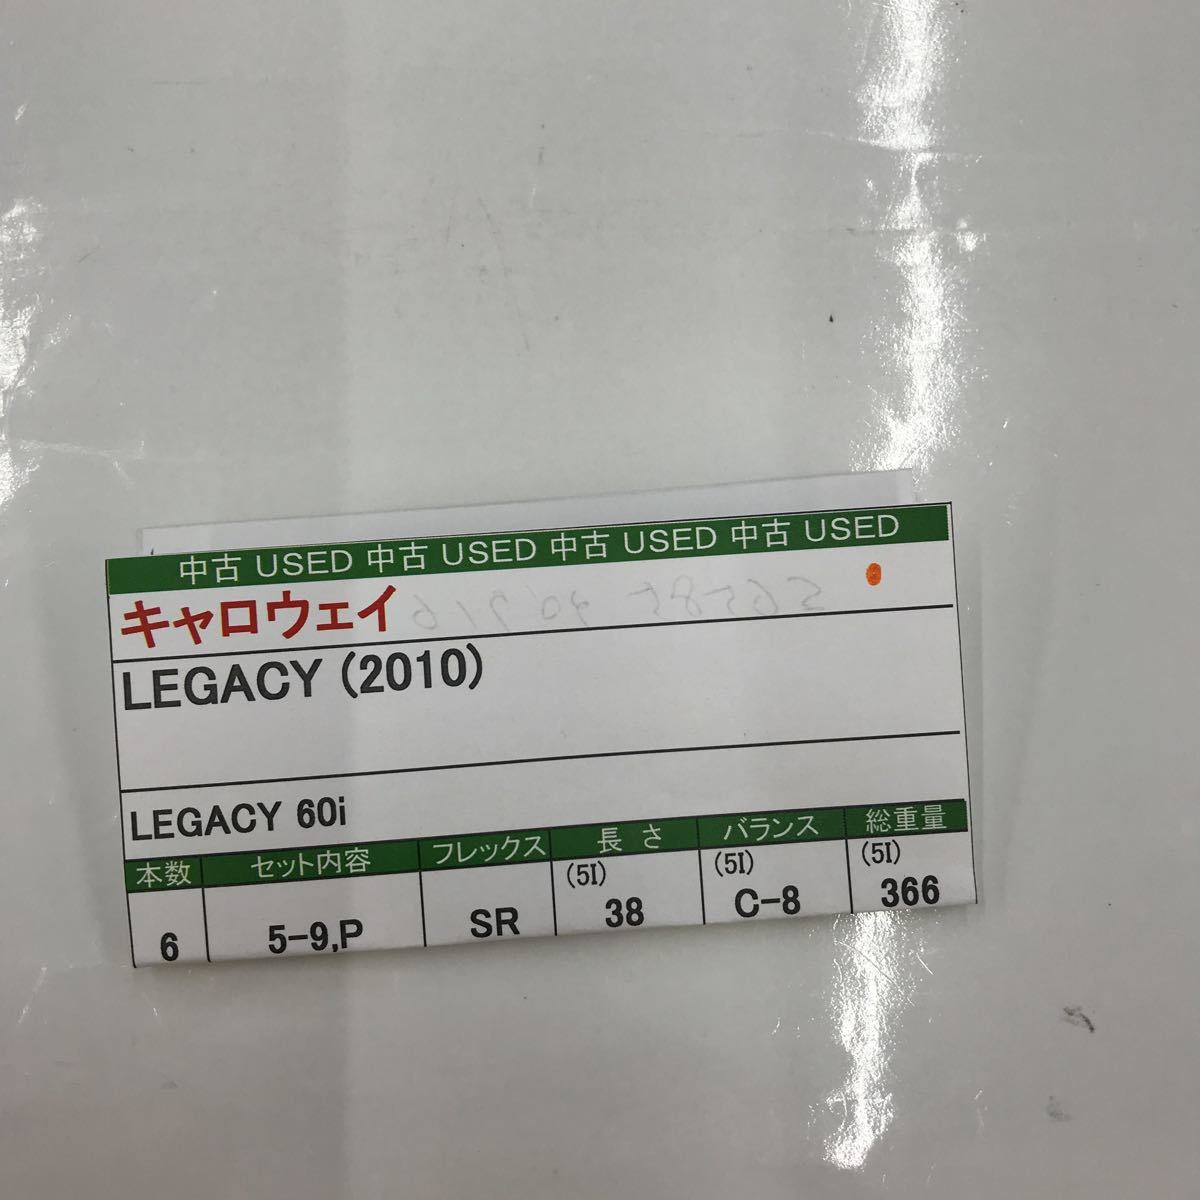 中古 USED 中古 USED 中古 USED 中古 USED
キャロウェイ
LEGACY (2010)
LEGACY 60i
本数 セット内容 フレックス 長さ バランス 総重量
(5I) (5I) (5I)
6 5-9,P SR 38 C-8 366